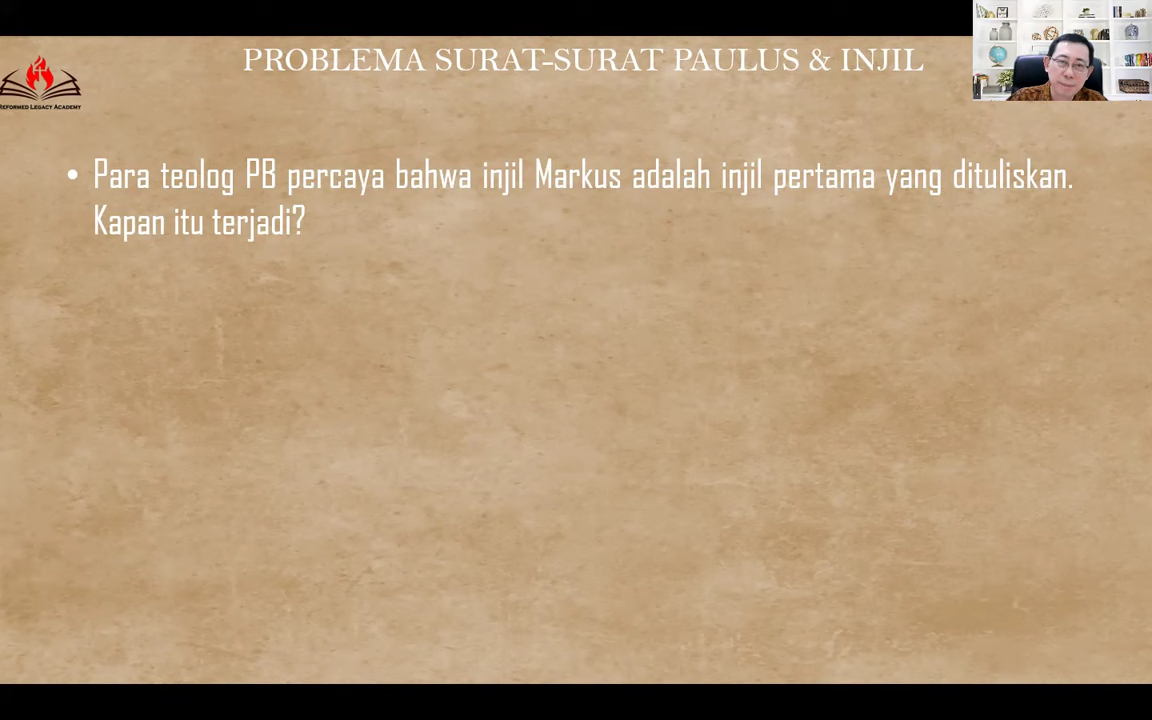 PROBLEMA SURAT-SURAT PAULUS & INJIL
REFORMED LEGACY ACADEMY
• Para teolog PB percaya bahwa injil Markus adalah injil pertama yang dituliskan.
Kapan itu terjadi?